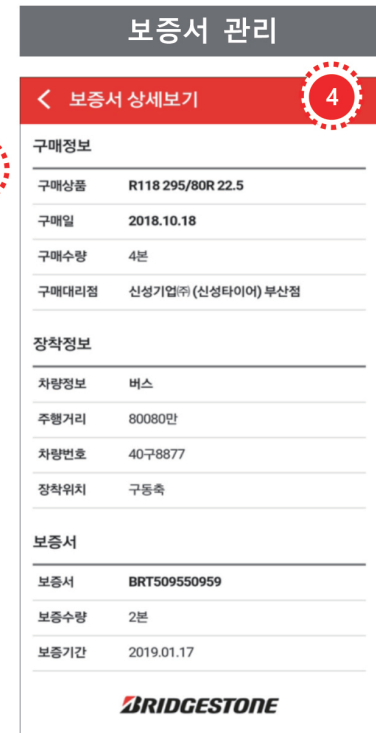 보증서 관리
보증서 상세보기
4
구매정보
구매상품 R118 295/80R 22.5
구매일 2018.10.18
구매수량 4본
구매대리점 신성기업㈜ (신성타이어) 부산점
장착정보
차량정보 버스
주행거리 80080만
차량번호 40구8877
장착위치 구동축
보증서
보증서 BRT509550959
보증수량 2본
보증기간 2019.01.17
BRIDGESTONE